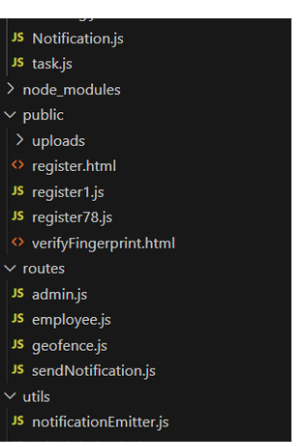 JS Notification.js
JS task.js
> node_modules
public
> uploads
<> register.html
JS register1.js
JS register78.js
<> verifyFingerprint.html
routes
JS admin.js
JS employee.js
JS geofence.js
JS sendNotification.js
utils
JS notificationEmitter.js